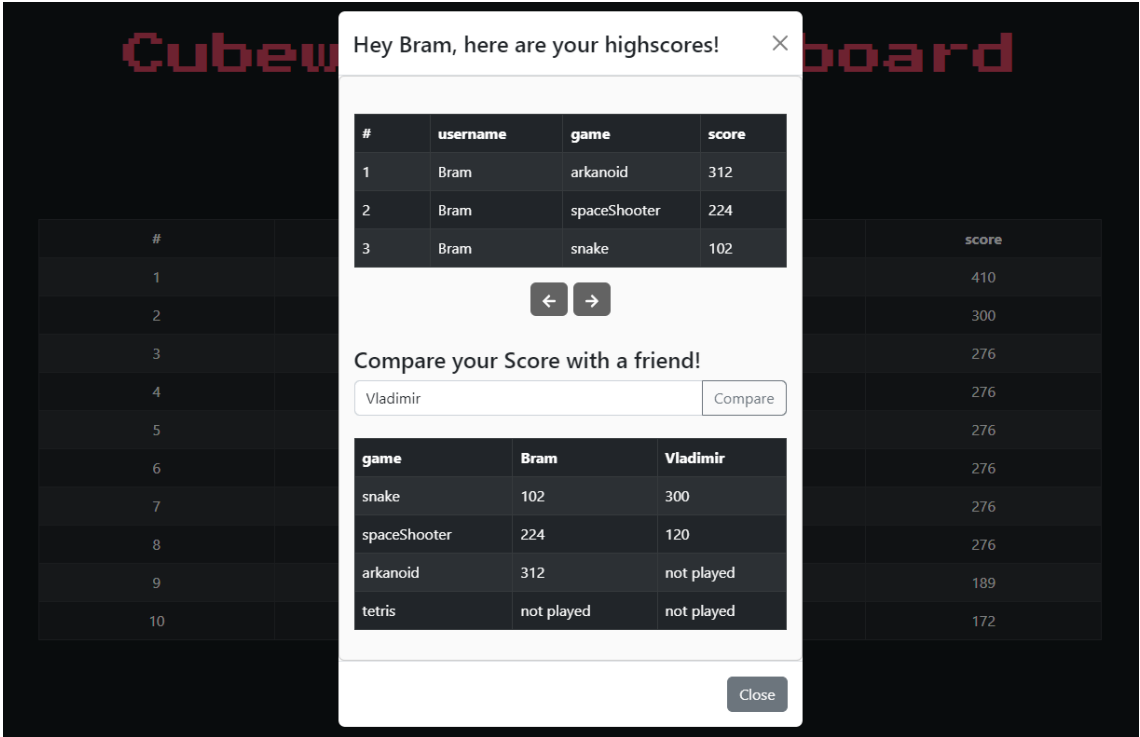 Cubew board
Hey Bram, here are your highscores!
# username game score
1 Bram arkanoid 312
2 Bram spaceShooter 224
3 Bram snake 102
Compare your Score with a friend!
Vladimir Compare
game Bram Vladimir
snake 102 300
spaceShooter 224 120
arkanoid 312 not played
tetris not played not played
Close
# score
1 410
2 300
3 276
4 276
5 276
6 276
7 276
8 276
9 189
10 172